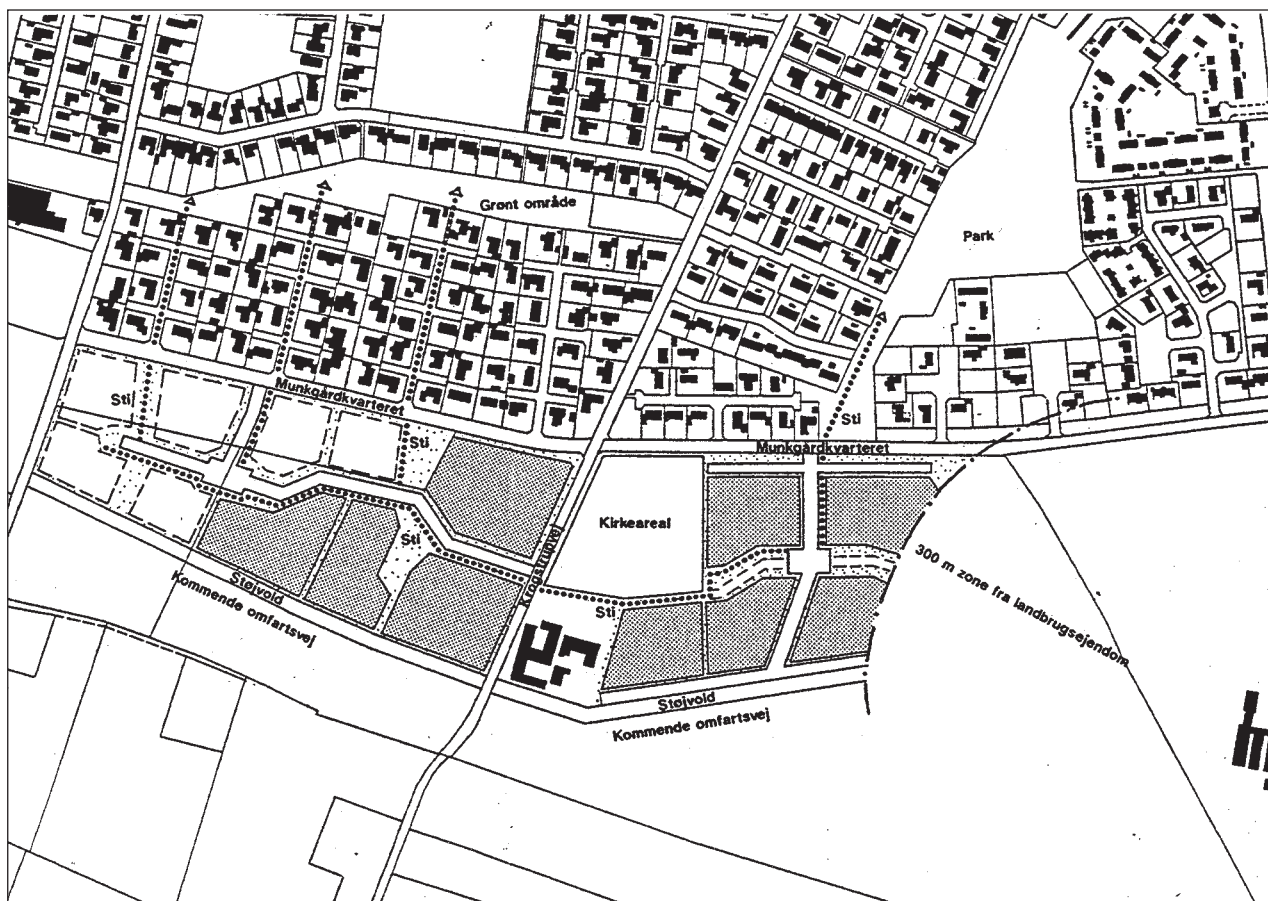 Grønt område
Park
Munkgårdkvarteret
Sti
Sti
Sti
Munkgårdkvarteret
Kirkeareal
Krogstrupvej
Sti
300 m zone fra landbrugsejendom
Støjvold
Kommende omfartsvej
Sti
Støjvold
Kommende omfartsvej